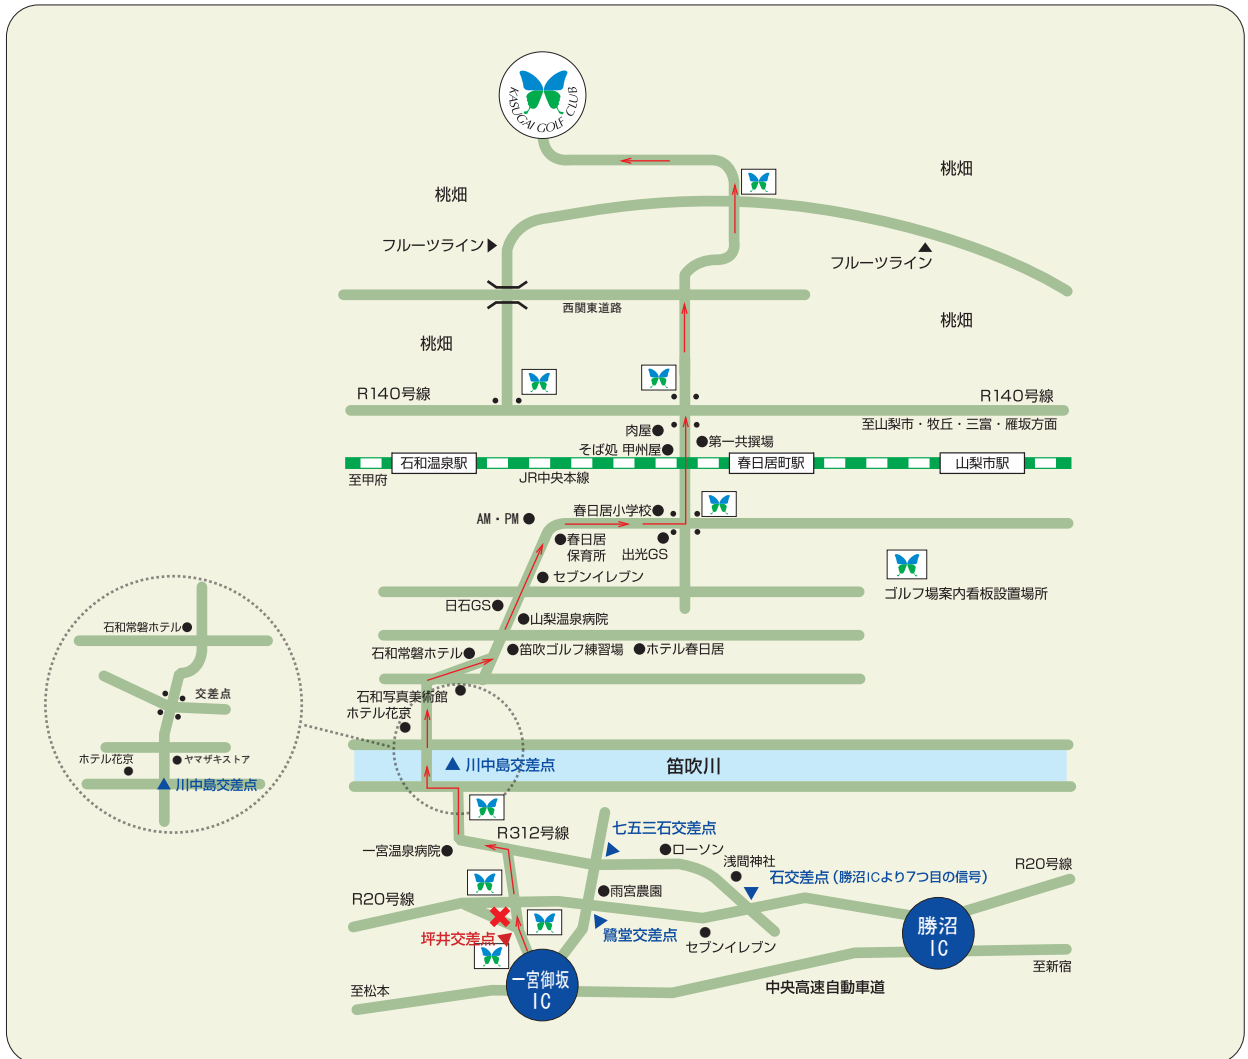 KASUGAI GOLF CLUB
桃畑
桃畑
フルーツライン
フルーツライン
西関東道路
桃畑
桃畑
R140号線
R140号線
至山梨市・牧丘・三富・雁坂方面
肉屋
第一共撰場
そば処 甲州屋
石和温泉駅
春日居町駅
山梨市駅
至甲府
JR中央本線
春日居小学校
AM・PM
春日居
保育所
出光GS
セブンイレブン
ゴルフ場案内看板設置場所
日石GS
山梨温泉病院
石和常磐ホテル
笛吹ゴルフ練習場
ホテル春日居
石和常磐ホテル
石和写真美術館
交差点
ホテル花京
ホテル花京
ヤマザキストア
川中島交差点
川中島交差点
笛吹川
R312号線
七五三石交差点
一宮温泉病院
ローソン
浅間神社
石交差点(勝沼ICより7つ目の信号)
R20号線
R20号線
雨宮農園
坪井交差点
鷺堂交差点
セブンイレブン
勝沼
IC
至新宿
一宮御坂
IC
至松本
中央高速自動車道